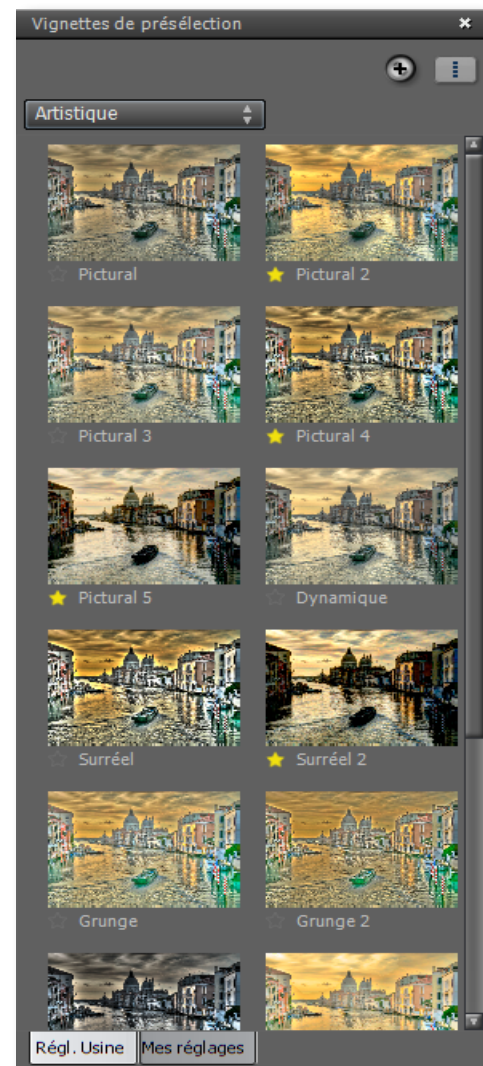 Vignettes de présélection
Artistique
Pictural
Pictural 2
Pictural 3
Pictural 4
Pictural 5
Dynamique
Surréel
Surréel 2
Grunge
Grunge 2
Régl. Usine
Mes réglages